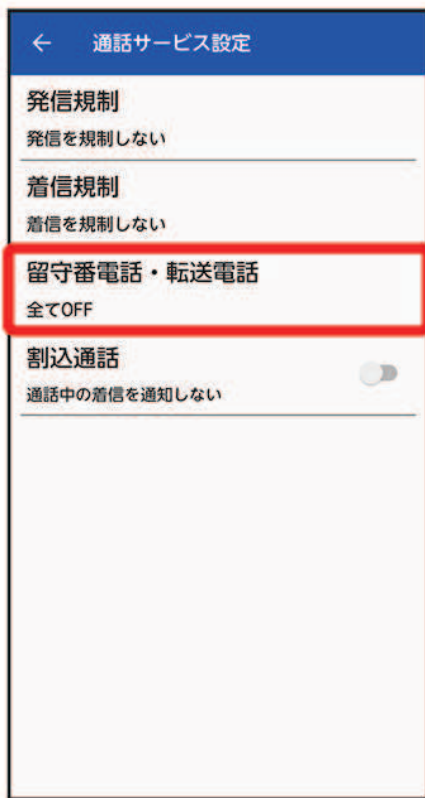 通話サービス設定
発信規制
発信を規制しない
着信規制
着信を規制しない
留守番電話・転送電話
全てOFF
割込通話
通話中の着信を通知しない